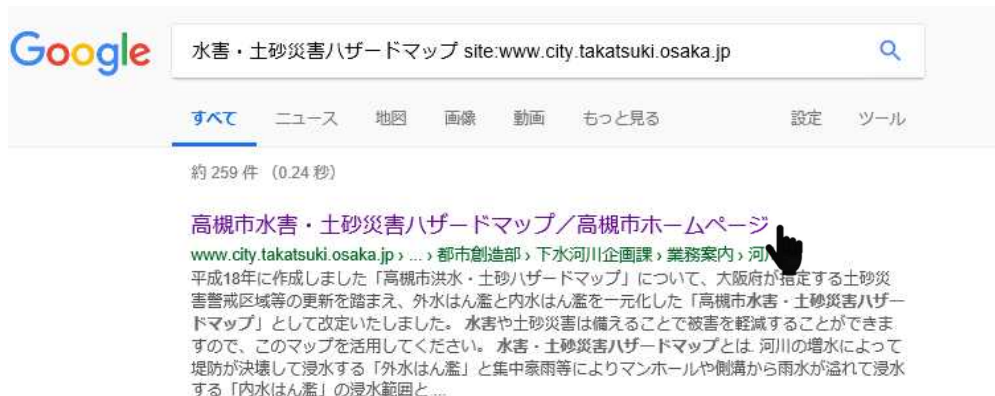 Google
水害・土砂災害ハザードマップ site:www.city.takatsuki.osaka.jp
すべて ニュース 地図 画像 動画 もっと見る 設定 ツール
約 259 件 （0.24 秒）
高槻市水害・土砂災害ハザードマップ／高槻市ホームページ
www.city.takatsuki.osaka.jp › ... › 都市創造部 › 下水河川企画課 › 業務案内 › 河
平成18年に作成しました「高槻市洪水・土砂ハザードマップ」について、大阪府が指定する土砂災
害警戒区域等の更新を踏まえ、外水はん濫と内水はん濫を一元化した「高槻市水害・土砂災害ハザー
ドマップ」として改定いたしました。 水害や土砂災害は備えることで被害を軽減することができま
すので、このマップを活用してください。 水害・土砂災害ハザードマップとは. 河川の増水によって
堤防が決壊して浸水する「外水はん濫」と集中豪雨等によりマンホールや側溝から雨水が溢れて浸水
する「内水はん濫」の浸水範囲と ...